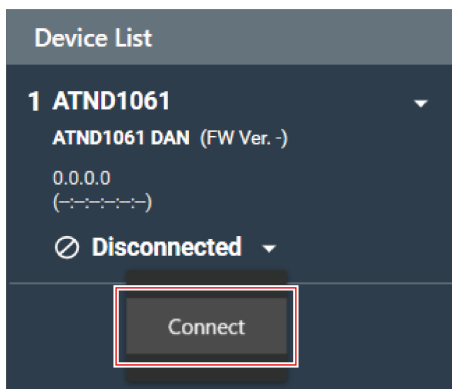 Device List
1 ATND1061
ATND1061 DAN (FW Ver. -)
0.0.0.0
(–:–:–:–:–:–)
Disconnected
Connect